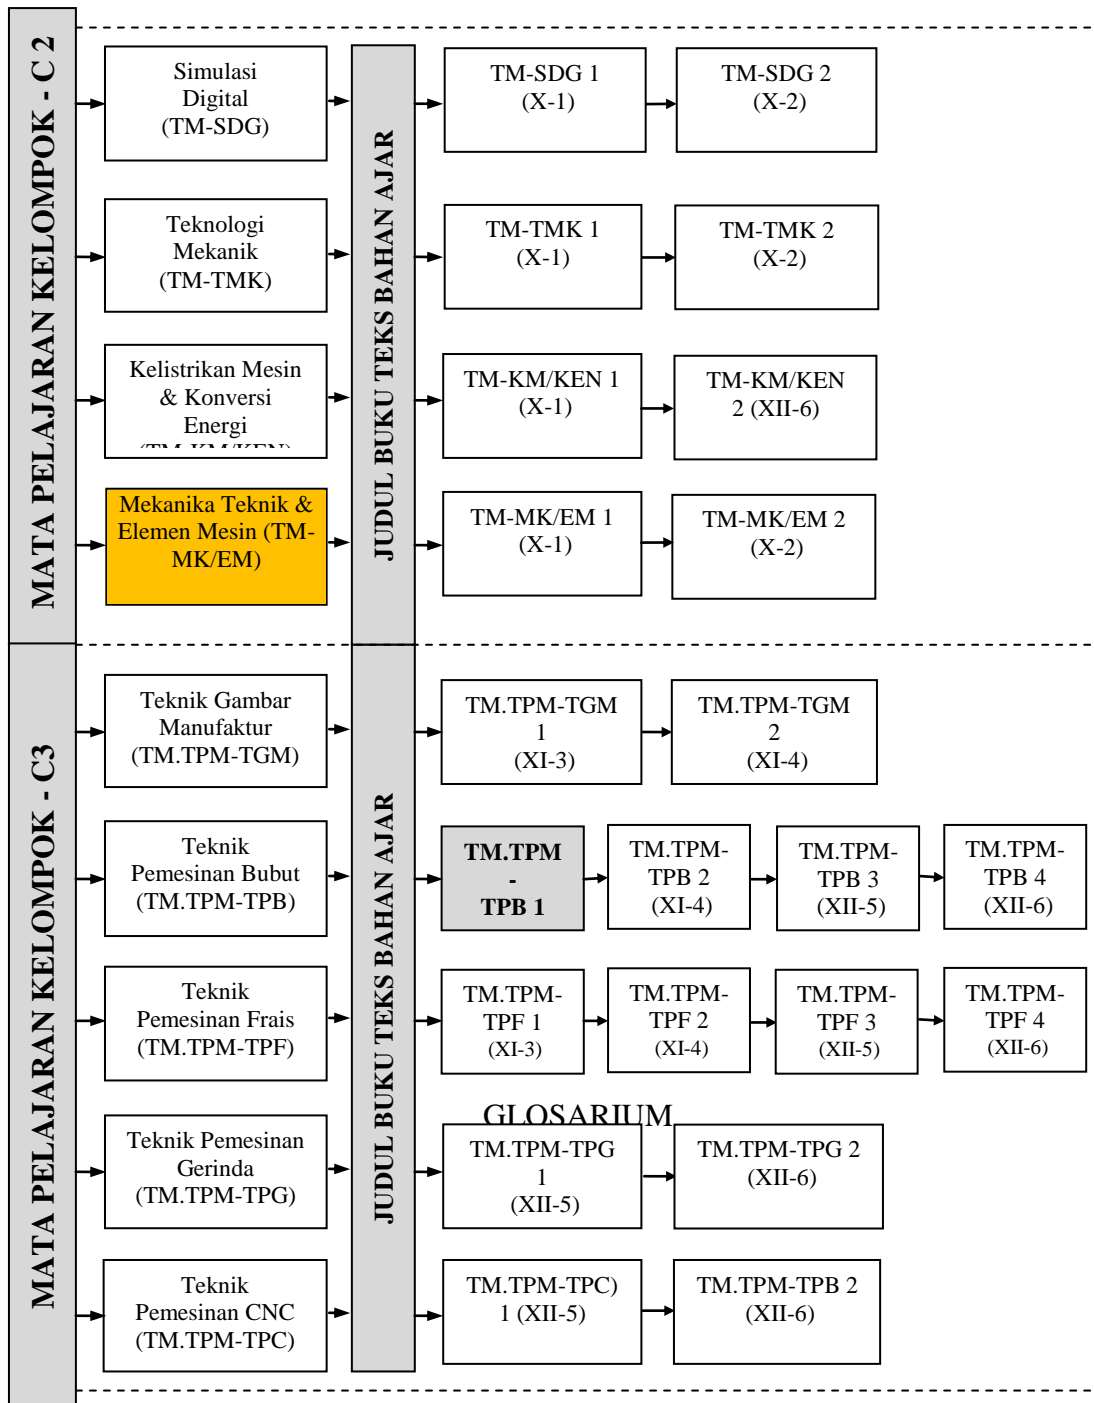 MATA PELAJARAN KELOMPOK - C 2
JUDUL BUKU TEKS BAHAN AJAR
Simulasi
Digital
(TM-SDG)
TM-SDG 1
(X-1)
TM-SDG 2
(X-2)
Teknologi
Mekanik
(TM-TMK)
TM-TMK 1
(X-1)
TM-TMK 2
(X-2)
Kelistrikan Mesin
& Konversi
Energi
(TM-KM/KEN)
TM-KM/KEN 1
(X-1)
TM-KM/KEN
2 (XII-6)
Mekanika Teknik &
Elemen Mesin (TM-
MK/EM)
TM-MK/EM 1
(X-1)
TM-MK/EM 2
(X-2)
MATA PELAJARAN KELOMPOK - C3
JUDUL BUKU TEKS BAHAN AJAR
Teknik Gambar
Manufaktur
(TM.TPM-TGM)
TM.TPM-TGM
1
(XI-3)
TM.TPM-TGM
2
(XI-4)
Teknik
Pemesinan Bubut
(TM.TPM-TPB)
TM.TPM
-
TPB 1
TM.TPM-
TPB 2
(XI-4)
TM.TPM-
TPB 3
(XII-5)
TM.TPM-
TPB 4
(XII-6)
Teknik
Pemesinan Frais
(TM.TPM-TPF)
TM.TPM-
TPF 1
(XI-3)
TM.TPM-
TPF 2
(XI-4)
TM.TPM-
TPF 3
(XII-5)
TM.TPM-
TPF 4
(XII-6)
GLOSARIUM
Teknik Pemesinan
Gerinda
(TM.TPM-TPG)
TM.TPM-TPG
1
(XII-5)
TM.TPM-TPG 2
(XII-6)
Teknik
Pemesinan CNC
(TM.TPM-TPC)
TM.TPM-TPC)
1 (XII-5)
TM.TPM-TPB 2
(XII-6)